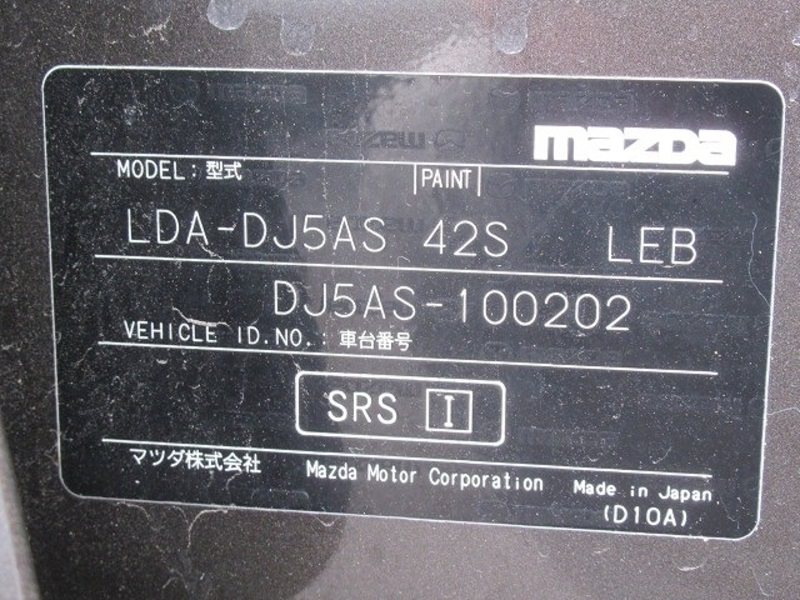 mazda
MODEL : 型式 PAINT
LDA-DJ5AS 42S LEB
DJ5AS-100202
VEHICLE ID.NO.: 車台番号
SRS I
マツダ株式会社 Mazda Motor Corporation Made in Japan
(D10A)